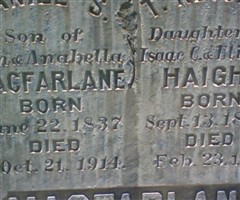 Son of
& Anabella
MACFARLANE
BORN
June 22. 1837
DIED
Oct. 21. 1914.
T.
Daughter
Isaac C. &
HAIGH
BORN
Sept. 13. 18
DIED
Feb. 23. 1
MACFARLAN